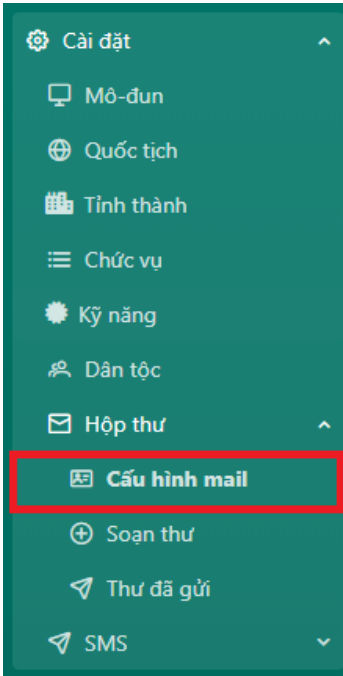 Cài đặt
Mô-đun
Quốc tịch
Tỉnh thành
Chức vụ
Kỹ năng
Dân tộc
Hộp thư
Cấu hình mail
Soạn thư
Thư đã gửi
SMS